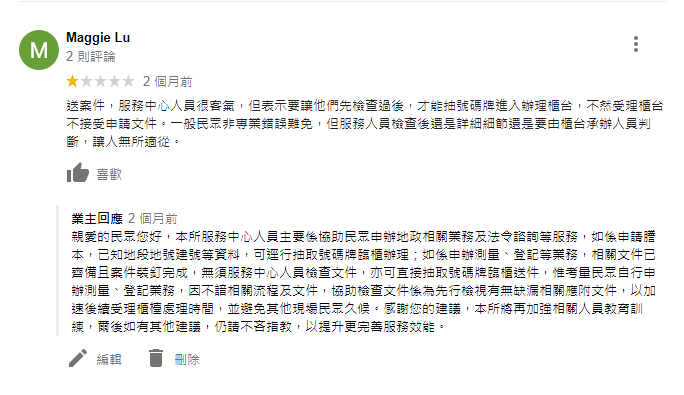 M
Maggie Lu
2 則評論
2 個月前
送案件，服務中心人員很客氣，但表示要讓他們先檢查過後，才能抽號碼牌進入辦理櫃台，不然受理櫃台
不接受申請文件。一般民眾非專業錯誤難免，但服務人員檢查後還是詳細細節還是要由櫃台承辦人員判
斷，讓人無所適從。
喜歡
業主回應 2 個月前
親愛的民眾您好，本所服務中心人員主要係協助民眾申辦地政相關業務及法令諮詢等服務，如係申請謄
本，已知地段地號建號等資料，可逕行抽取號碼牌臨櫃辦理；如係申辦測量、登記等業務，相關文件已
齊備且案件裝釘完成，無須服務中心人員檢查文件，亦可直接抽取號碼牌臨櫃送件，惟考量民眾自行申
辦測量、登記業務，因不諳相關流程及文件，協助檢查文件係為先行檢視有無缺漏相關應附文件，以加
速後續受理櫃檯處理時間，並避免其他現場民眾久候。感謝您的建議，本所將再加強相關人員教育訓
練，爾後如有其他建議，仍請不吝指教，以提升更完善服務效能。
編輯 刪除